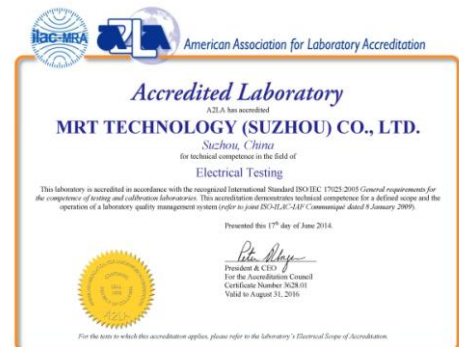 ilac-MRA
A2LA
American Association for Laboratory Accreditation
Accredited Laboratory
A2LA has accredited
MRT TECHNOLOGY (SUZHOU) CO., LTD.
Suzhou, China
for technical competence in the field of
Electrical Testing
This laboratory is accredited in accordance with the recognized International Standard ISO/IEC 17025:2005 General requirements for
the competence of testing and calibration laboratories. This accreditation demonstrates technical competence for a defined scope and the
operation of a laboratory quality management system (refer to joint ISO-ILAC-IAF Communiqué dated 8 January 2009).
Presented this 17th day of June 2014.
President & CEO
For the Accreditation Council
Certificate Number 3628.01
Valid to August 31, 2016
A2LA
For the tests to which this accreditation applies, please refer to the laboratory's Electrical Scope of Accreditation.